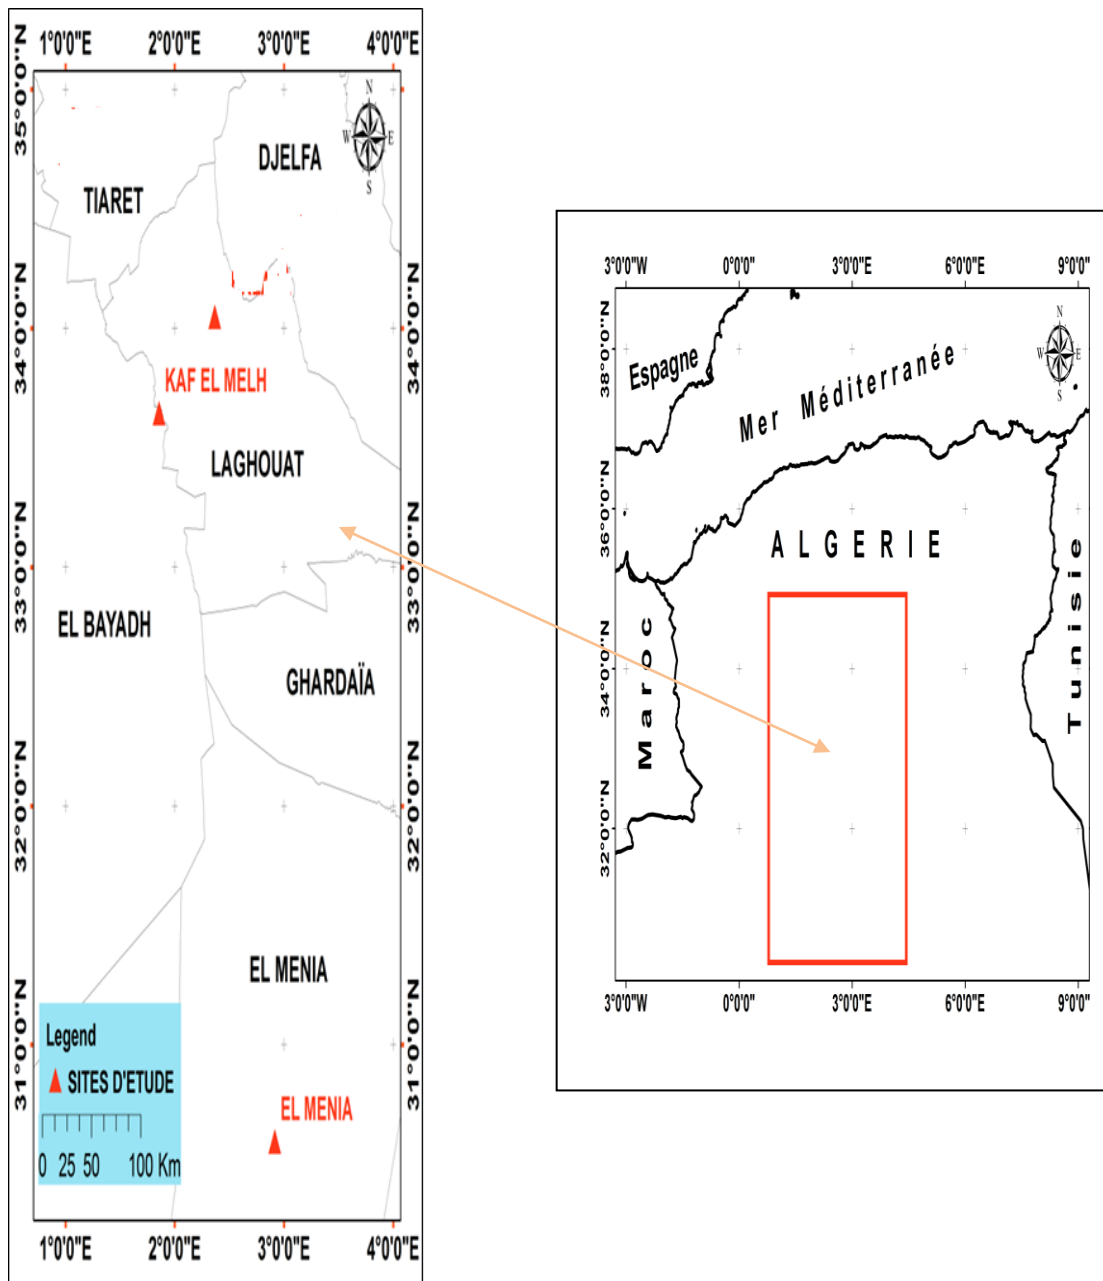 1°0'0"E 2°0'0"E 3°0'0"E 4°0'0"E
35°0'0"N
35°0'0"N
N
W E
S
DJELFA
TIARET
34°0'0"N
34°0'0"N
KAF EL MELH
LAGHOUAT
33°0'0"N
33°0'0"N
EL BAYADH
GHARDAÏA
32°0'0"N
32°0'0"N
EL MENIA
31°0'0"N
31°0'0"N
Legend
SITES D'ETUDE
0 25 50 100 Km
EL MENIA
1°0'0"E 2°0'0"E 3°0'0"E 4°0'0"E
3°0'0"W 0°0'0"E 3°0'0"E 6°0'0"E 9°0'0"
38°0'0"N
N
W E
S
Espagne
Mer Méditerranée
36°0'0"N
ALGERIE
Maroc
34°0'0"N
Tunisie
32°0'0"N
3°0'0"W 0°0'0"E 3°0'0"E 6°0'0"E 9°0'0"